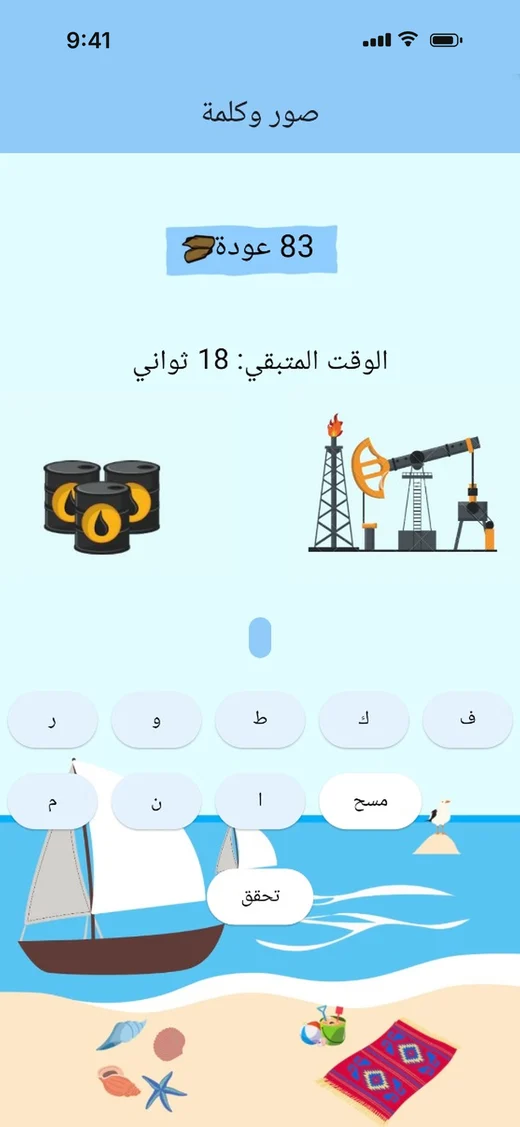 9:41
صور وكلمة
83 عودة
الوقت المتبقي: 18 ثواني
ف ك ط و ر
مسح ا ن م
تحقق